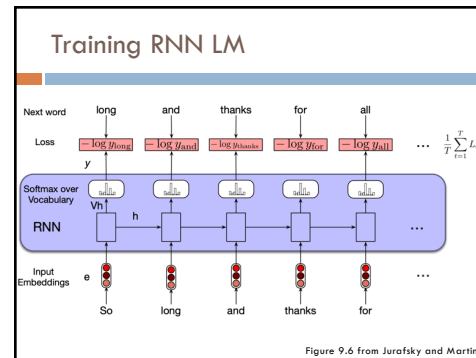 Training RNN LM
Next word long and thanks for all
Loss − log y_long − log y_and − log y_thanks − log y_for − log y_all ... 1/T ∑_{t=1}^{T} L
y
Softmax over
Vocabulary
Vh
h
RNN ...
Input
Embeddings e ...
So long and thanks for
Figure 9.6 from Jurafsky and Martin